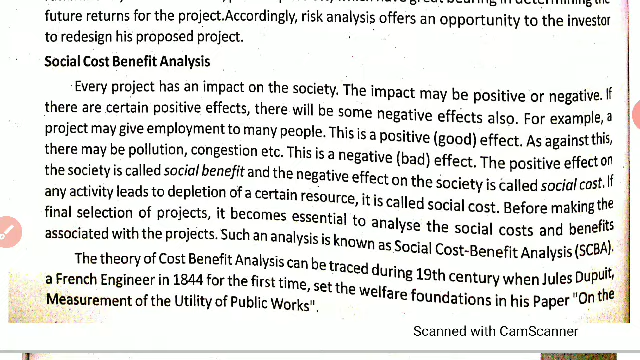 future returns for the project.Accordingly, risk analysis offers an opportunity to the investor
to redesign his proposed project.
Social Cost Benefit Analysis
Every project has an impact on the society. The impact may be positive or negative. If
there are certain positive effects, there will be some negative effects also. For example, a
project may give employment to many people. This is a positive (good) effect. As against this,
there may be pollution, congestion etc. This is a negative (bad) effect. The positive effect on
the society is called social benefit and the negative effect on the society is called social cost. If
any activity leads to depletion of a certain resource, it is called social cost. Before making the
final selection of projects, it becomes essential to analyse the social costs and benefits
associated with the projects. Such an analysis is known as Social Cost-Benefit Analysis (SCBA).
The theory of Cost Benefit Analysis can be traced during 19th century when Jules Dupuit,
a French Engineer in 1844 for the first time, set the welfare foundations in his Paper "On the
Measurement of the Utility of Public Works".
Scanned with CamScanner